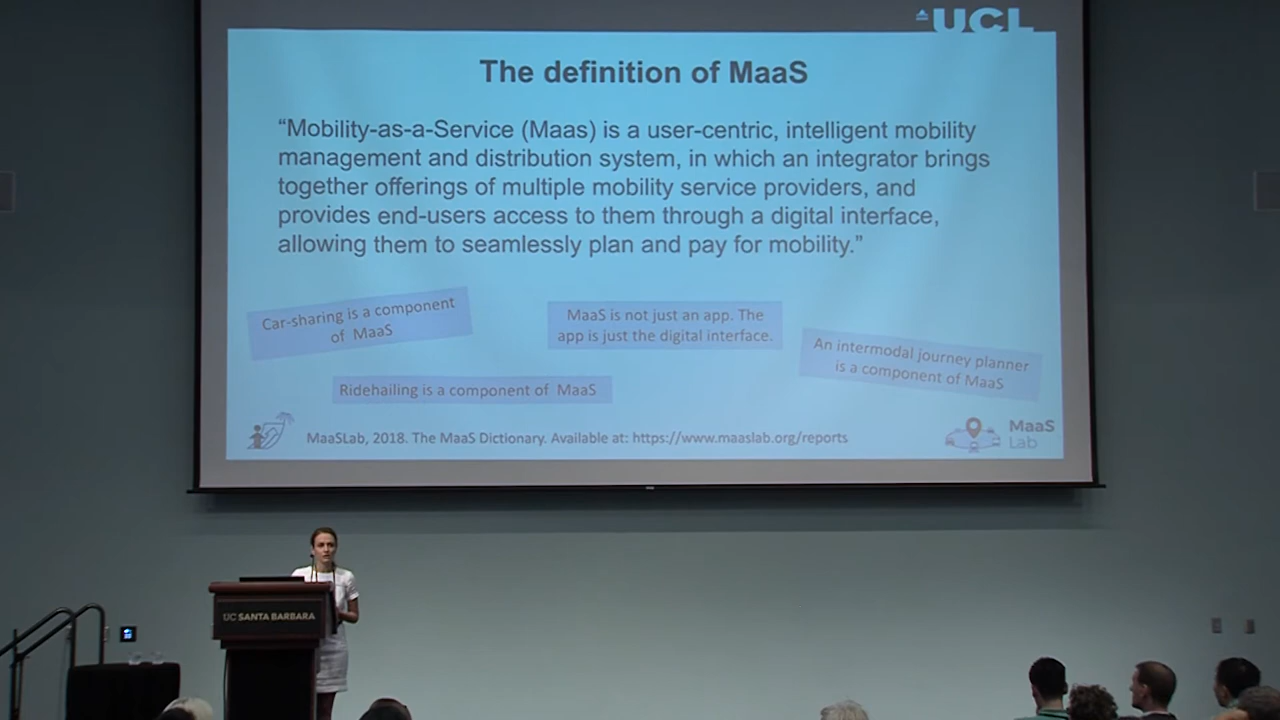 UCL
The definition of MaaS
“Mobility-as-a-Service (Maas) is a user-centric, intelligent mobility
management and distribution system, in which an integrator brings
together offerings of multiple mobility service providers, and
provides end-users access to them through a digital interface,
allowing them to seamlessly plan and pay for mobility.”
Car-sharing is a component
of MaaS
MaaS is not just an app. The
app is just the digital interface.
An intermodal journey planner
is a component of MaaS
Ridehailing is a component of MaaS
MaaSLab, 2018. The MaaS Dictionary. Available at: https://www.maaslab.org/reports
MaaS
Lab
UC SANTA BARBARA